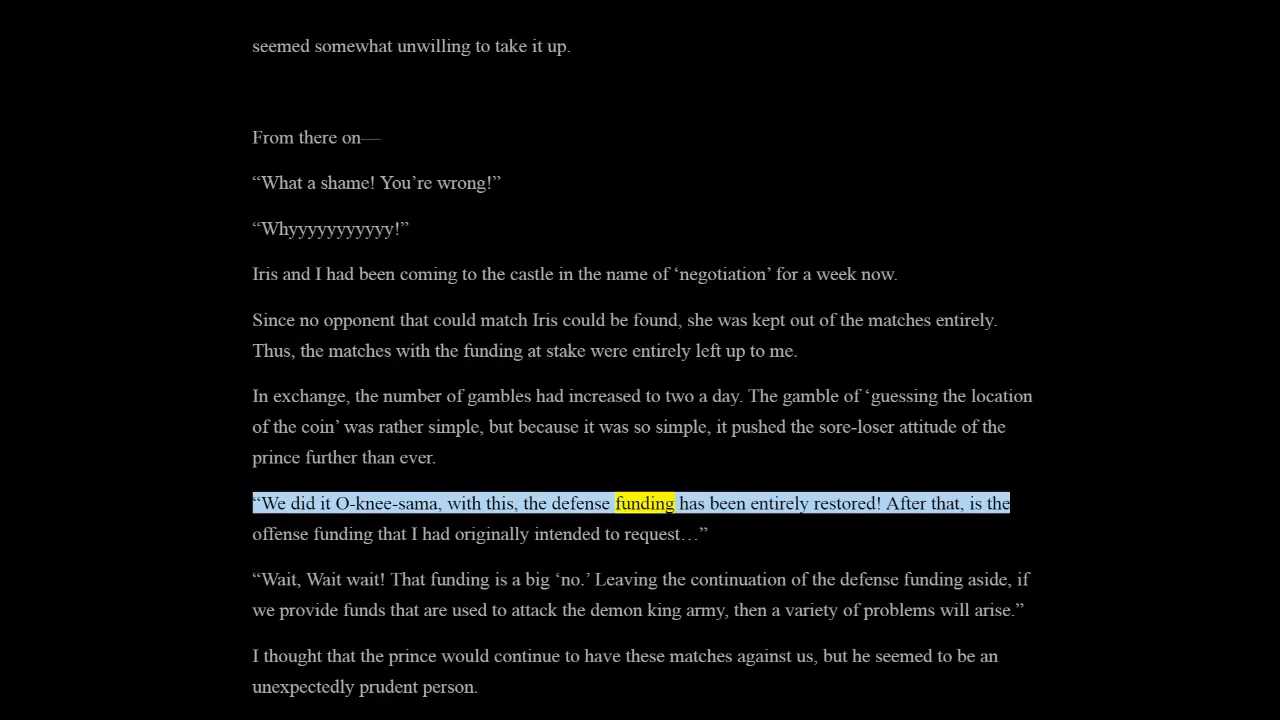 seemed somewhat unwilling to take it up.
From there on—
“What a shame! You’re wrong!”
“Whyyyyyyyyyyy!”
Iris and I had been coming to the castle in the name of ‘negotiation’ for a week now.
Since no opponent that could match Iris could be found, she was kept out of the matches entirely.
Thus, the matches with the funding at stake were entirely left up to me.
In exchange, the number of gambles had increased to two a day. The gamble of ‘guessing the location
of the coin’ was rather simple, but because it was so simple, it pushed the sore-loser attitude of the
prince further than ever.
“We did it O-knee-sama, with this, the defense funding has been entirely restored! After that, is the
offense funding that I had originally intended to request…”
“Wait, Wait wait! That funding is a big ‘no.’ Leaving the continuation of the defense funding aside, if
we provide funds that are used to attack the demon king army, then a variety of problems will arise.”
I thought that the prince would continue to have these matches against us, but he seemed to be an
unexpectedly prudent person.